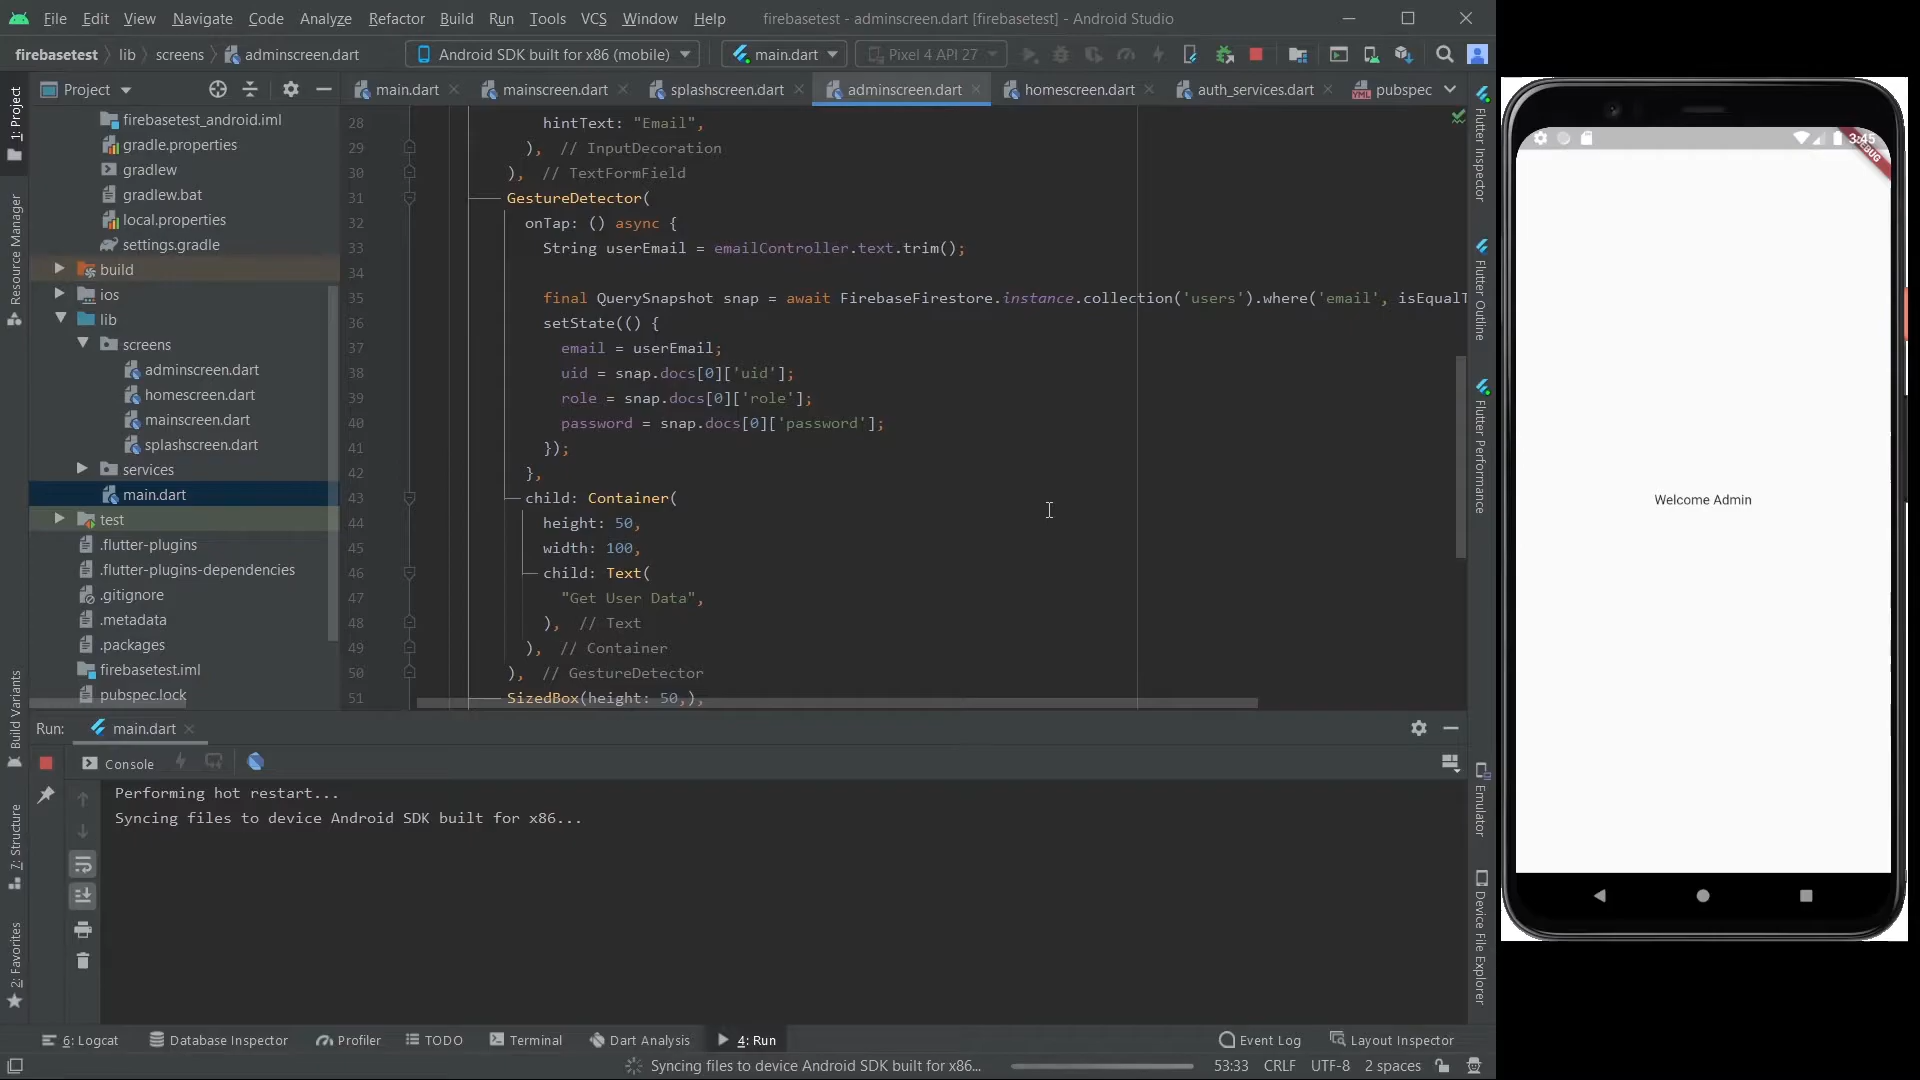 File Edit View Navigate Code Analyze Refactor Build Run Tools VCS Window Help firebasetest - adminscreen.dart [firebasetest] - Android Studio
firebasetest lib screens adminscreen.dart Android SDK built for x86 (mobile) main.dart Pixel 4 API 27
1: Project
Resource Manager
Build Variants
7: Structure
2: Favorites
Project
firebasetest_android.iml
gradle.properties
gradlew
gradlew.bat
local.properties
settings.gradle
build
ios
lib
screens
adminscreen.dart
homescreen.dart
mainscreen.dart
splashscreen.dart
services
main.dart
test
.flutter-plugins
.flutter-plugins-dependencies
.gitignore
.metadata
.packages
firebasetest.iml
pubspec.lock
main.dart mainscreen.dart splashscreen.dart adminscreen.dart homescreen.dart auth_services.dart pubspec
28 hintText: "Email",
29 ), // InputDecoration
30 ), // TextFormField
31 GestureDetector(
32 onTap: () async {
33 String userEmail = emailController.text.trim();
34
35 final QuerySnapshot snap = await FirebaseFirestore.instance.collection('users').where('email', isEqualT
36 setState(() {
37 email = userEmail;
38 uid = snap.docs[0]['uid'];
39 role = snap.docs[0]['role'];
40 password = snap.docs[0]['password'];
41 });
42 },
43 child: Container(
44 height: 50,
45 width: 100,
46 child: Text(
47 "Get User Data",
48 ), // Text
49 ), // Container
50 ), // GestureDetector
51 SizedBox(height: 50,),
Flutter Inspector
Flutter Outline
Flutter Performance
Emulator
Device File Explorer
Run: main.dart
Console
Performing hot restart...
Syncing files to device Android SDK built for x86...
6: Logcat Database Inspector Profiler TODO Terminal Dart Analysis 4: Run Event Log Layout Inspector
Syncing files to device Android SDK built for x86... 53:33 CRLF UTF-8 2 spaces
3:45
Welcome Admin